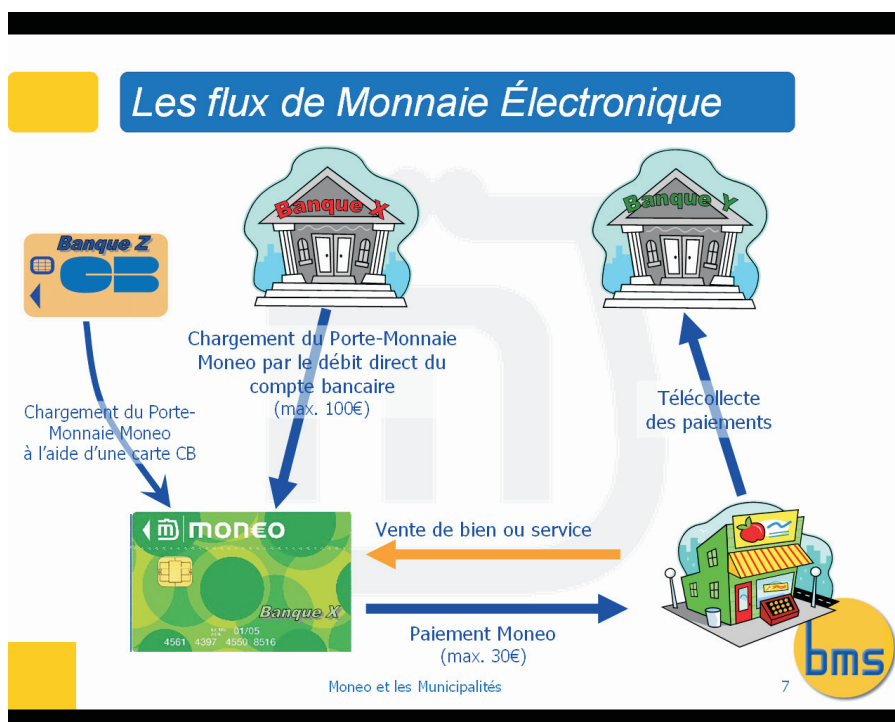 Les flux de Monnaie Électronique
Banque X
Banque Y
Banque Z
CB
Chargement du Porte-Monnaie
Moneo par le débit direct du
compte bancaire
(max. 100€)
Chargement du Porte-
Monnaie Moneo
à l'aide d'une carte CB
Télécollecte
des paiements
mon€o
Banque X
01/05
4561 4397 4550 8516
Vente de bien ou service
Paiement Moneo
(max. 30€)
bms
Moneo et les Municipalités
7